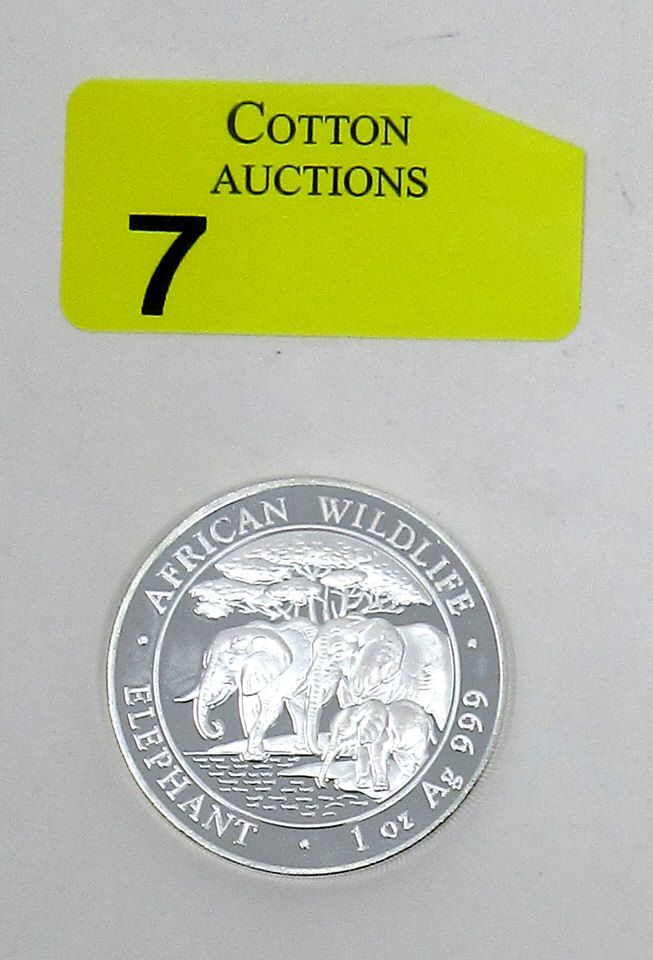 COTTON
AUCTIONS
7
AFRICAN WILDLIFE
ELEPHANT · 1 oz Ag 999